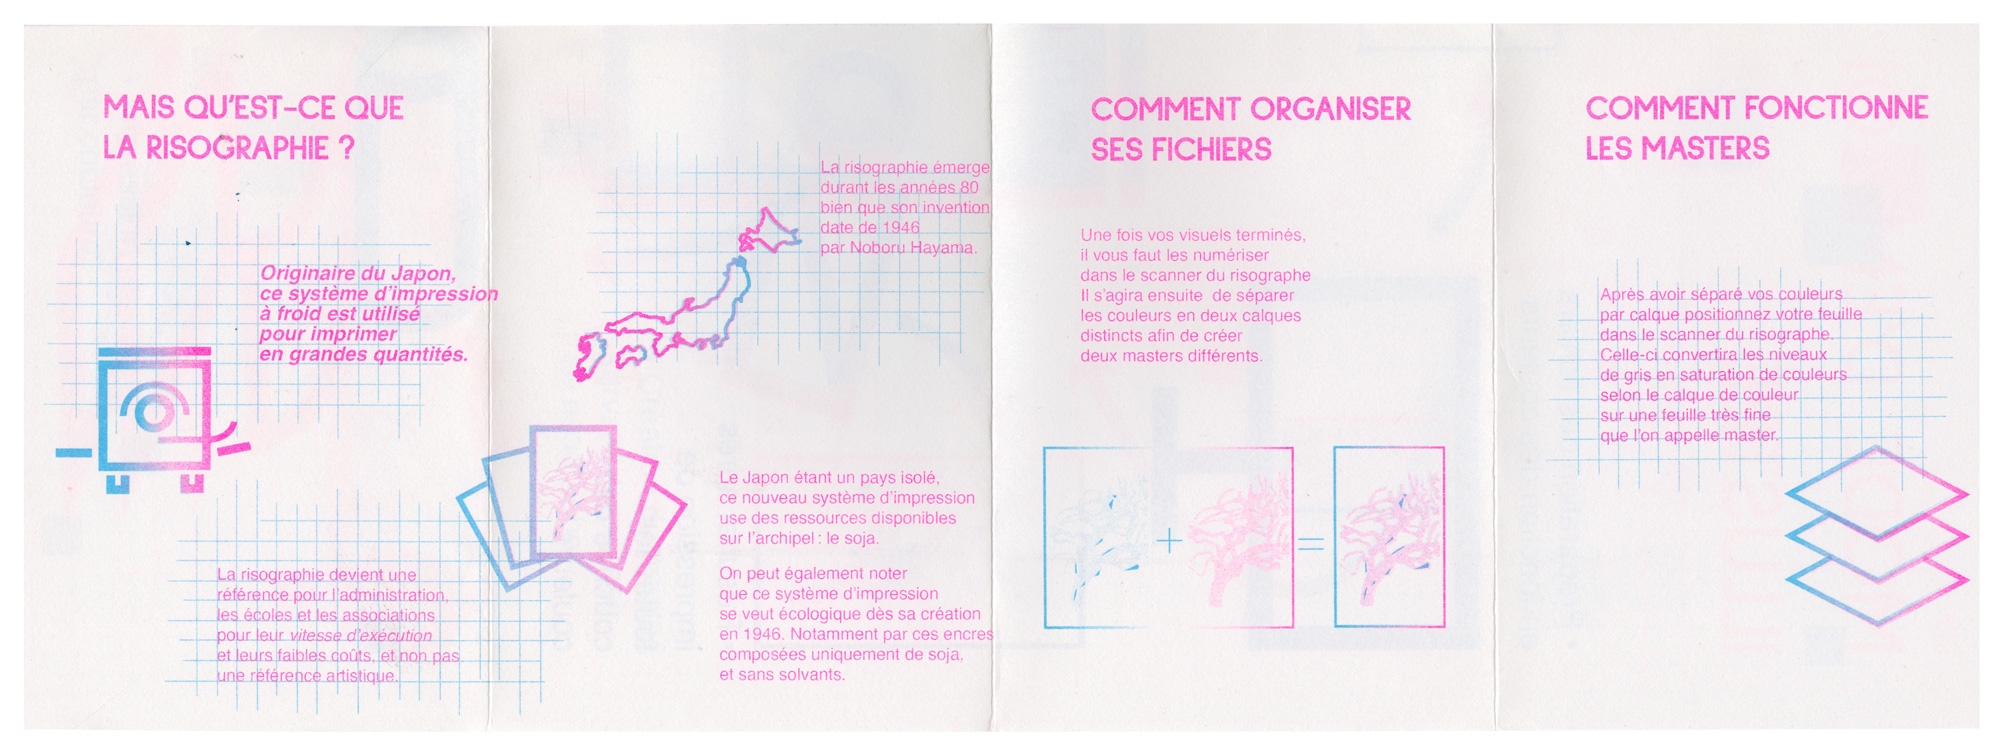 MAIS QU'EST-CE QUE
LA RISOGRAPHIE ?
Originaire du Japon,
ce système d'impression
à froid est utilisé
pour imprimer
en grandes quantités.
La risographie devient une
référence pour l'administration,
les écoles et les associations
pour leur vitesse d'exécution
et leurs faibles coûts, et non pas
une référence artistique.
La risographie émerge
durant les années 80
bien que son invention
date de 1946
par Noboru Hayama.
Le Japon étant un pays isolé,
ce nouveau système d'impression
use des ressources disponibles
sur l'archipel : le soja.
On peut également noter
que ce système d'impression
se veut écologique dès sa création
en 1946. Notamment par ces encres
composées uniquement de soja,
et sans solvants.
COMMENT ORGANISER
SES FICHIERS
Une fois vos visuels terminés,
il vous faut les numériser
dans le scanner du risographe
Il s'agira ensuite de séparer
les couleurs en deux calques
distincts afin de créer
deux masters différents.
+ =
COMMENT FONCTIONNE
LES MASTERS
Après avoir séparé vos couleurs
par calque positionnez votre feuille
dans le scanner du risographe.
Celle-ci convertira les niveaux
de gris en saturation de couleurs
selon le calque de couleur
sur une feuille très fine
que l'on appelle master.